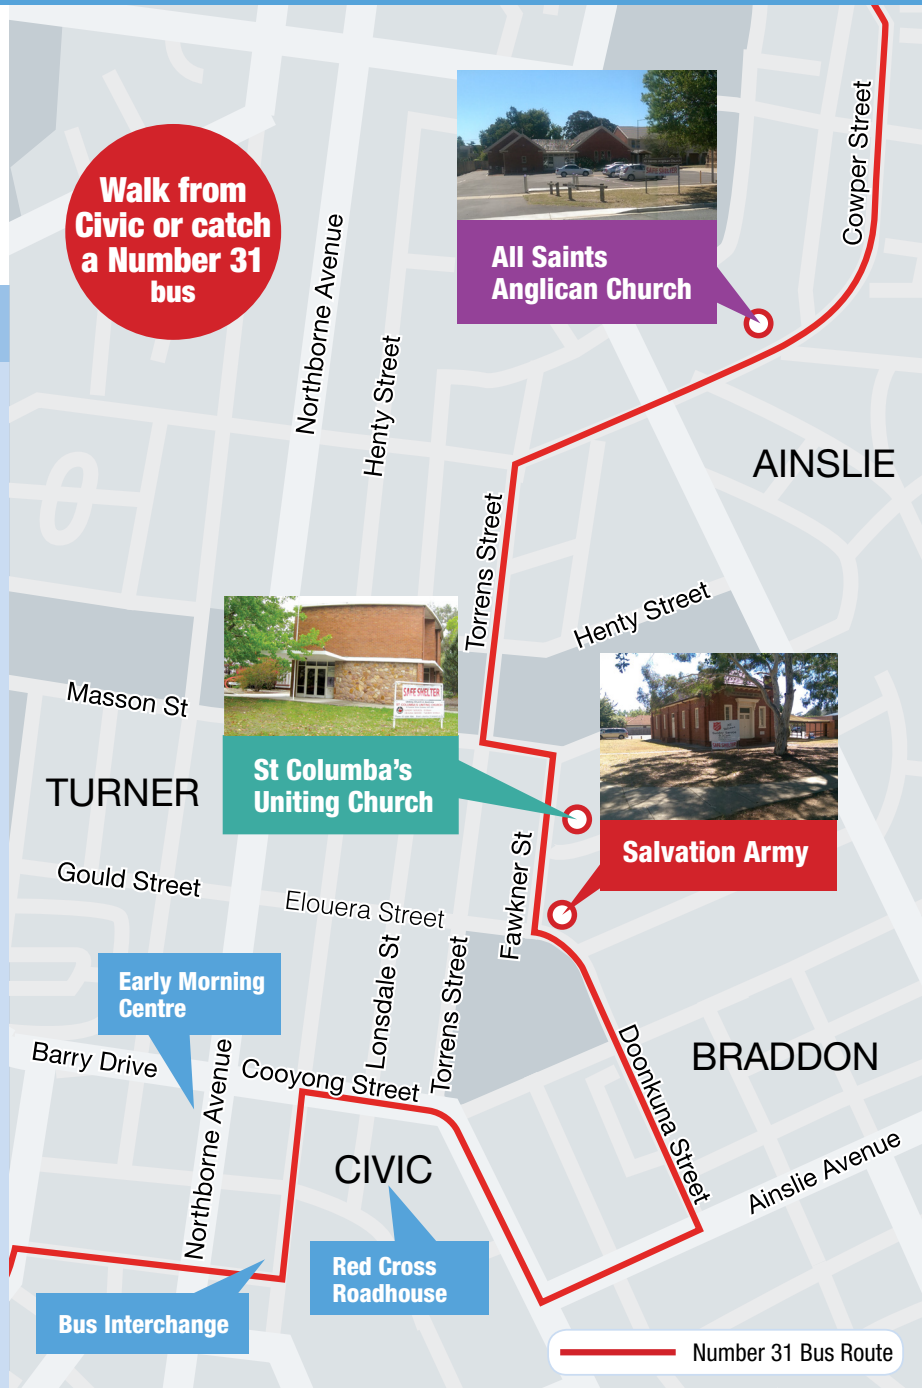 Walk from
Civic or catch
a Number 31
bus
All Saints
Anglican Church
Cowper Street
Northborne Avenue
Henty Street
AINSLIE
Torrens Street
Henty Street
Masson St
SAFE SHELTER
St Columba's
Uniting Church
TURNER
Salvation Army
Gould Street
Elouera Street
Fawkner St
Early Morning
Centre
Lonsdale St
Torrens Street
Barry Drive
Northborne Avenue
Cooyong Street
Doonkuna Street
BRADDON
CIVIC
Ainslie Avenue
Red Cross
Roadhouse
Bus Interchange
Number 31 Bus Route